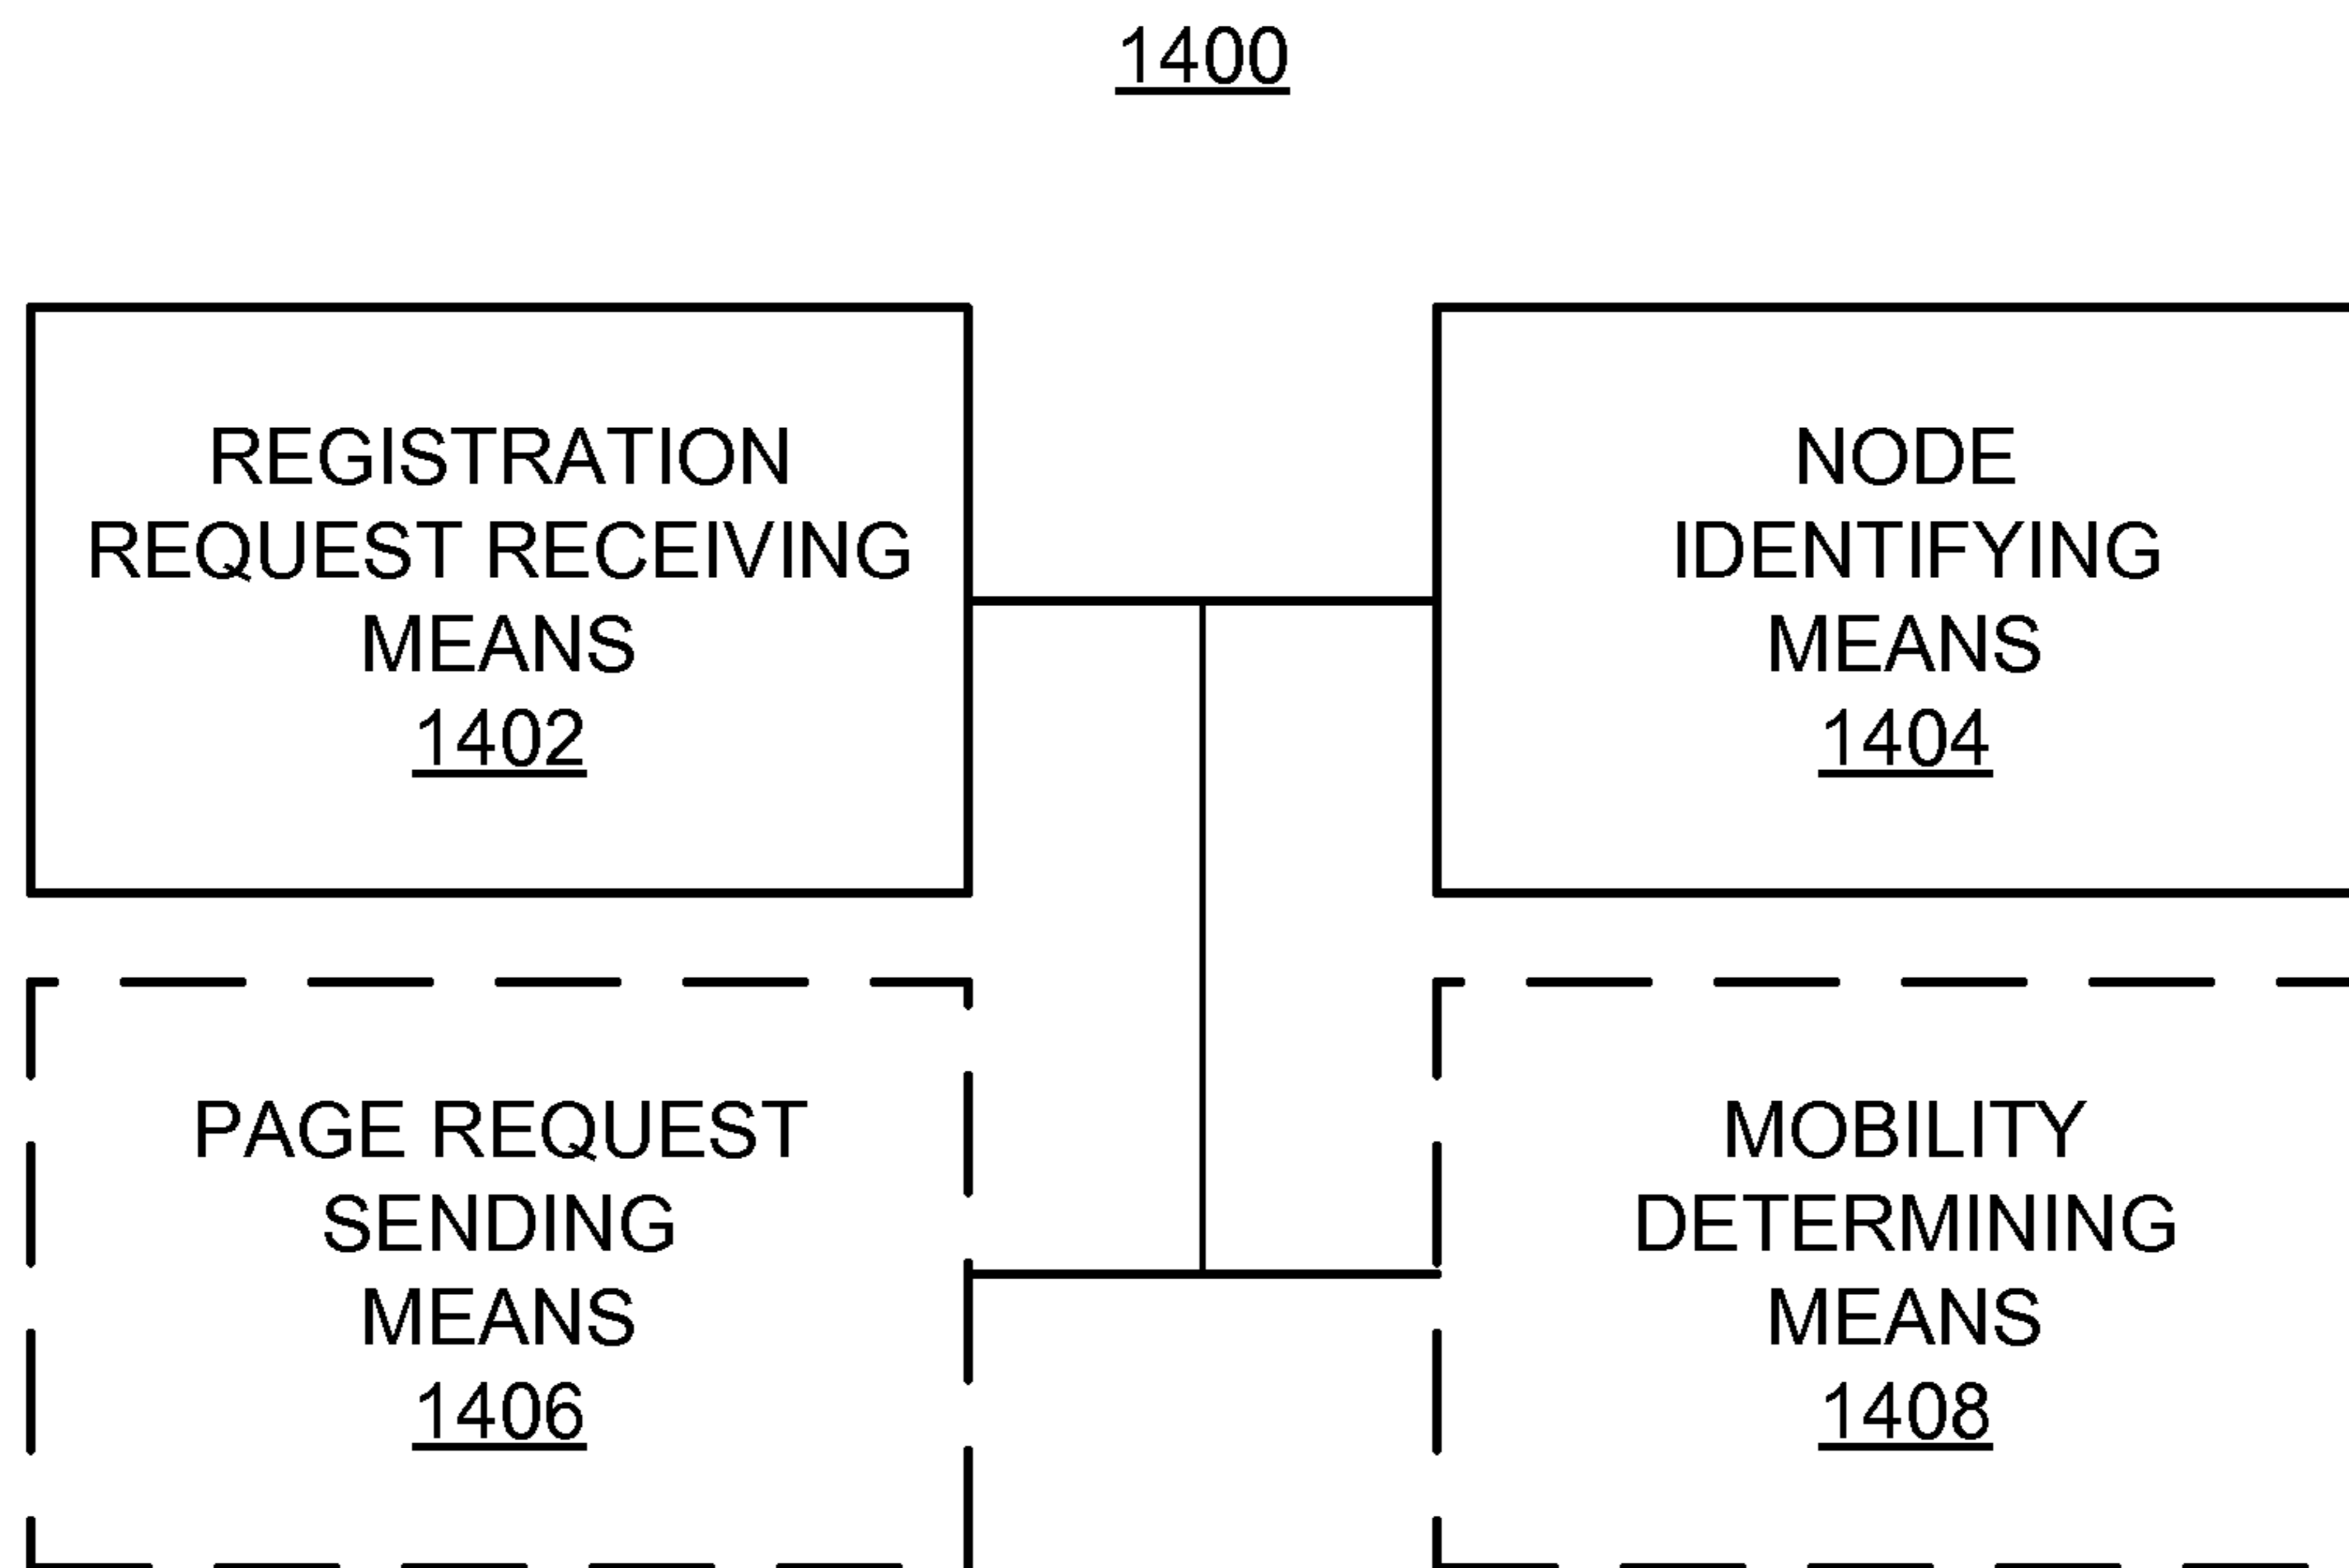 1400
REGISTRATION
REQUEST RECEIVING
MEANS
1402
NODE
IDENTIFYING
MEANS
1404
PAGE REQUEST
SENDING
MEANS
1406
MOBILITY
DETERMINING
MEANS
1408